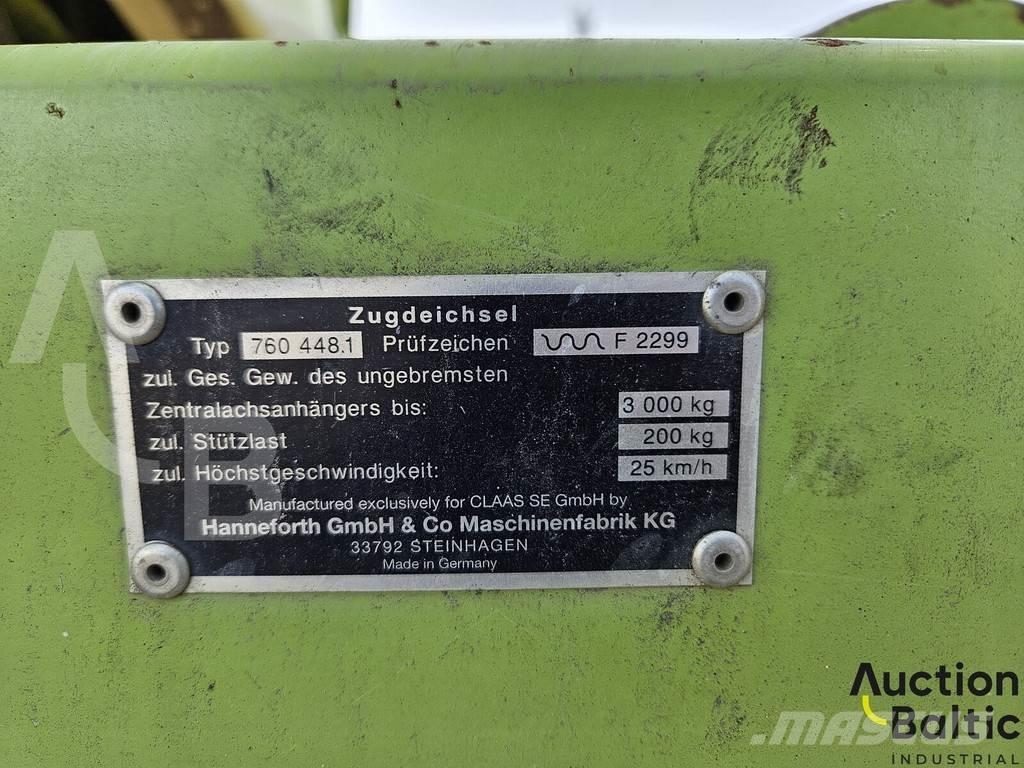 Zugdeichsel
Typ 760 448.1 Prüfzeichen F 2299
zul. Ges. Gew. des ungebremsten
Zentralachsanhängers bis: 3 000 kg
zul. Stützlast 200 kg
zul. Höchstgeschwindigkeit: 25 km/h
Manufactured exclusively for CLAAS SE GmbH by
Hanneforth GmbH & Co Maschinenfabrik KG
33792 STEINHAGEN
Made in Germany
AB
Auction
Baltic
INDUSTRIAL
MASCUS